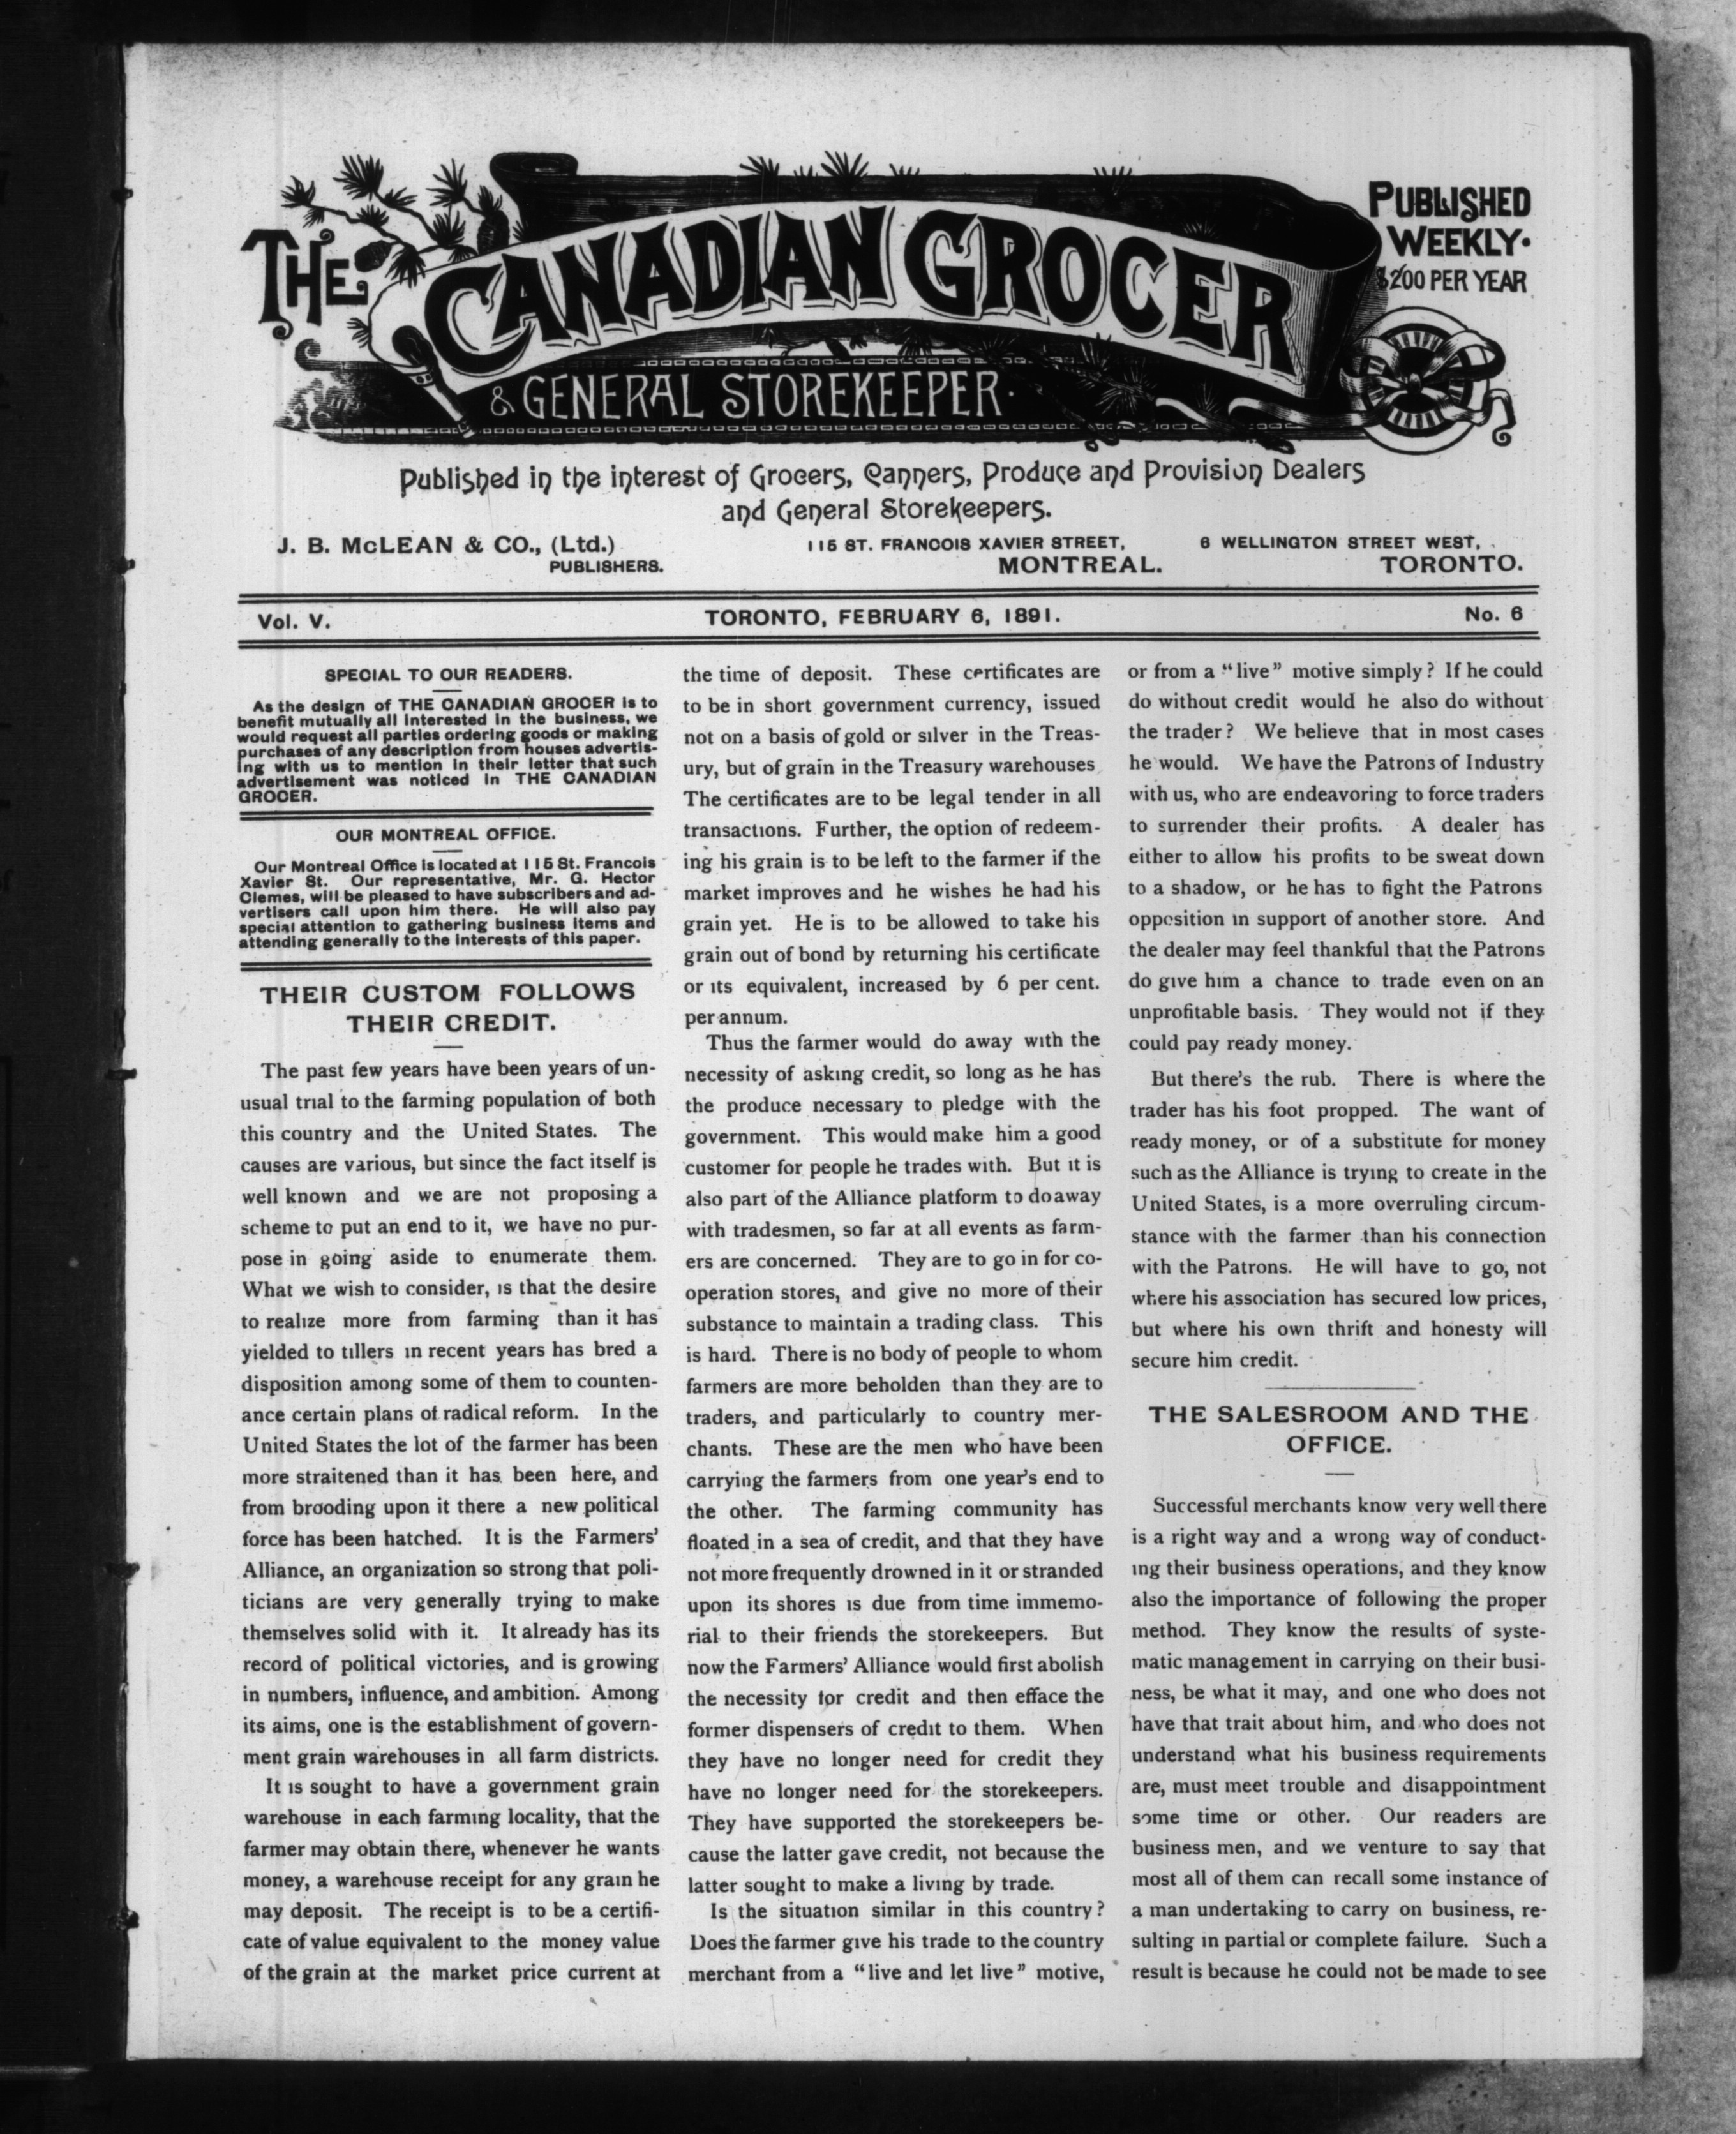 THE CANADIAN GROCER
& GENERAL STOREKEEPER.
PUBLISHED
WEEKLY.
$2.00 PER YEAR
Published in the interest of Grocers, Canners, Produce and Provision Dealers
and General Storekeepers.
J. B. McLEAN & CO., (Ltd.)
PUBLISHERS.
115 ST. FRANCOIS XAVIER STREET,
MONTREAL.
6 WELLINGTON STREET WEST,
TORONTO.
Vol. V.
TORONTO, FEBRUARY 6, 1891.
No. 6
SPECIAL TO OUR READERS.
As the design of THE CANADIAN GROCER is to
benefit mutually all interested in the business, we
would request all parties ordering goods or making
purchases of any description from houses advertis-
ing with us to mention in their letter that such
advertisement was noticed in THE CANADIAN
GROCER.
OUR MONTREAL OFFICE.
Our Montreal Office is located at 115 St. Francois
Xavier St. Our representative, Mr. G. Hector
Clemes, will be pleased to have subscribers and ad-
vertisers call upon him there. He will also pay
special attention to gathering business items and
attending generally to the interests of this paper.
THEIR CUSTOM FOLLOWS
THEIR CREDIT.
The past few years have been years of un-
usual trial to the farming population of both
this country and the United States. The
causes are various, but since the fact itself is
well known and we are not proposing a
scheme to put an end to it, we have no pur-
pose in going aside to enumerate them.
What we wish to consider, is that the desire
to realize more from farming than it has
yielded to tillers in recent years has bred a
disposition among some of them to counten-
ance certain plans of radical reform. In the
United States the lot of the farmer has been
more straitened than it has been here, and
from brooding upon it there a new political
force has been hatched. It is the Farmers'
Alliance, an organization so strong that poli-
ticians are very generally trying to make
themselves solid with it. It already has its
record of political victories, and is growing
in numbers, influence, and ambition. Among
its aims, one is the establishment of govern-
ment grain warehouses in all farm districts.
It is sought to have a government grain
warehouse in each farming locality, that the
farmer may obtain there, whenever he wants
money, a warehouse receipt for any grain he
may deposit. The receipt is to be a certifi-
cate of value equivalent to the money value
of the grain at the market price current at
the time of deposit. These certificates are
to be in short government currency, issued
not on a basis of gold or silver in the Treas-
ury, but of grain in the Treasury warehouses
The certificates are to be legal tender in all
transactions. Further, the option of redeem-
ing his grain is to be left to the farmer if the
market improves and he wishes he had his
grain yet. He is to be allowed to take his
grain out of bond by returning his certificate
or its equivalent, increased by 6 per cent.
per annum.
Thus the farmer would do away with the
necessity of asking credit, so long as he has
the produce necessary to pledge with the
government. This would make him a good
customer for people he trades with. But it is
also part of the Alliance platform to do away
with tradesmen, so far at all events as farm-
ers are concerned. They are to go in for co-
operation stores, and give no more of their
substance to maintain a trading class. This
is hard. There is no body of people to whom
farmers are more beholden than they are to
traders, and particularly to country mer-
chants. These are the men who have been
carrying the farmers from one year's end to
the other. The farming community has
floated in a sea of credit, and that they have
not more frequently drowned in it or stranded
upon its shores is due from time immemo-
rial to their friends the storekeepers. But
now the Farmers' Alliance would first abolish
the necessity for credit and then efface the
former dispensers of credit to them. When
they have no longer need for credit they
have no longer need for the storekeepers.
They have supported the storekeepers be-
cause the latter gave credit, not because the
latter sought to make a living by trade.
Is the situation similar in this country?
Does the farmer give his trade to the country
merchant from a "live and let live" motive,
or from a "live" motive simply? If he could
do without credit would he also do without
the trader? We believe that in most cases
he would. We have the Patrons of Industry
with us, who are endeavoring to force traders
to surrender their profits. A dealer has
either to allow his profits to be sweat down
to a shadow, or he has to fight the Patrons
opposition in support of another store. And
the dealer may feel thankful that the Patrons
do give him a chance to trade even on an
unprofitable basis. They would not if they
could pay ready money.
But there's the rub. There is where the
trader has his foot propped. The want of
ready money, or of a substitute for money
such as the Alliance is trying to create in the
United States, is a more overruling circum-
stance with the farmer than his connection
with the Patrons. He will have to go, not
where his association has secured low prices,
but where his own thrift and honesty will
secure him credit.
THE SALESROOM AND THE
OFFICE.
Successful merchants know very well there
is a right way and a wrong way of conduct-
ing their business operations, and they know
also the importance of following the proper
method. They know the results of syste-
matic management in carrying on their busi-
ness, be what it may, and one who does not
have that trait about him, and who does not
understand what his business requirements
are, must meet trouble and disappointment
some time or other. Our readers are
business men, and we venture to say that
most all of them can recall some instance of
a man undertaking to carry on business, re-
sulting in partial or complete failure. Such a
result is because he could not be made to see